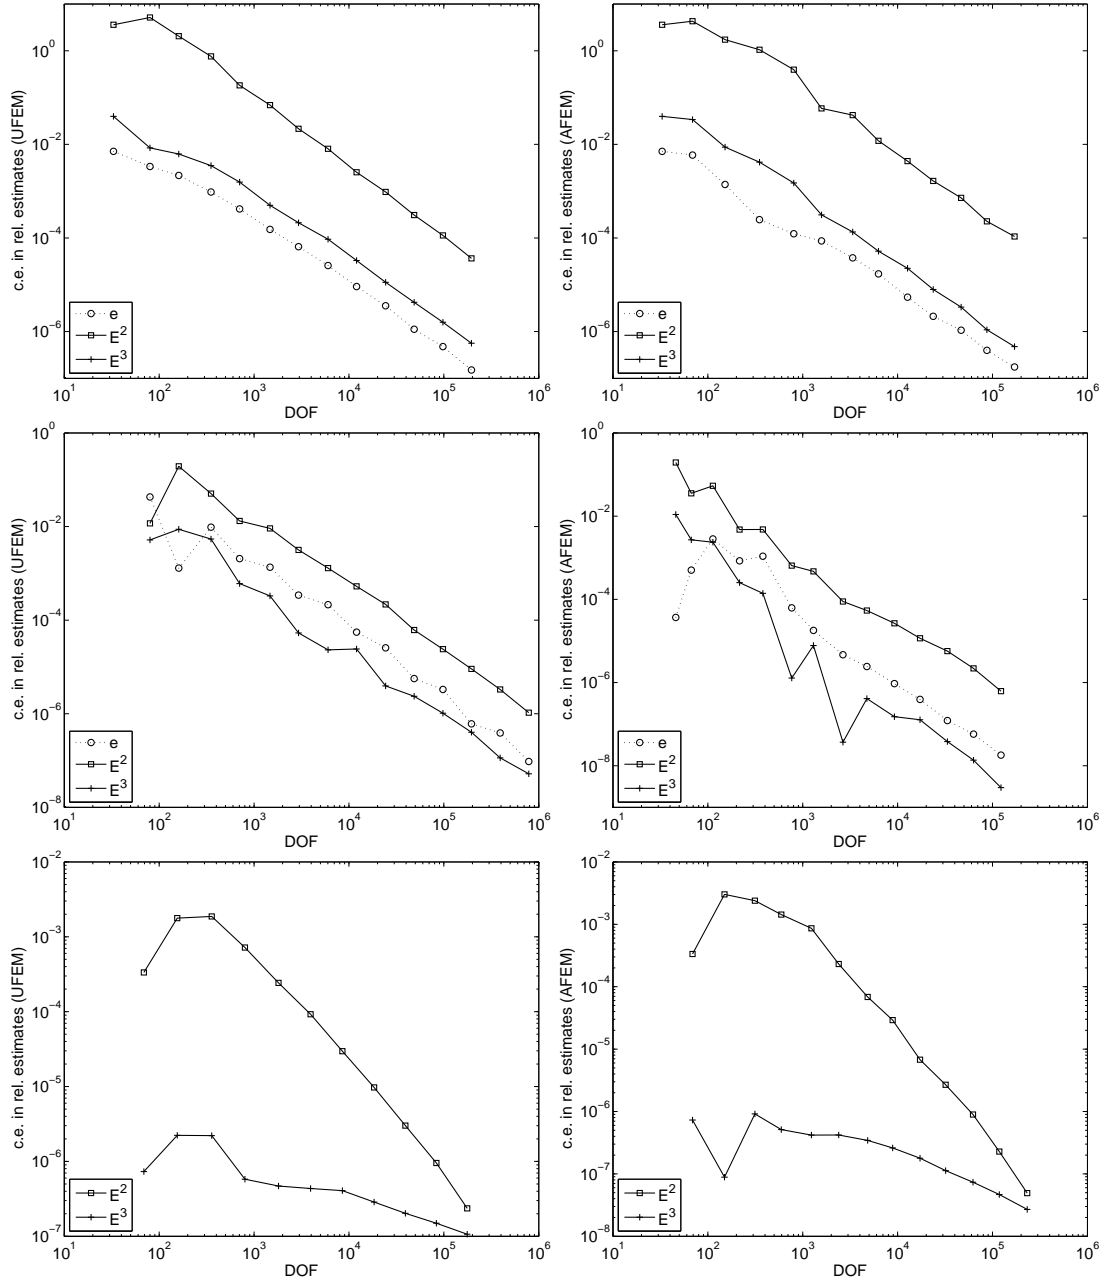 c.e. in rel. estimates (UFEM)
10^0
10^-2
10^-4
10^-6
e
E^2
E^3
10^1 10^2 10^3 10^4 10^5 10^6
DOF
c.e. in rel. estimates (AFEM)
10^0
10^-2
10^-4
10^-6
e
E^2
E^3
10^1 10^2 10^3 10^4 10^5 10^6
DOF
c.e. in rel. estimates (UFEM)
10^0
10^-2
10^-4
10^-6
10^-8
e
E^2
E^3
10^1 10^2 10^3 10^4 10^5 10^6
DOF
c.e. in rel. estimates (AFEM)
10^0
10^-2
10^-4
10^-6
10^-8
e
E^2
E^3
10^1 10^2 10^3 10^4 10^5 10^6
DOF
c.e. in rel. estimates (UFEM)
10^-2
10^-3
10^-4
10^-5
10^-6
10^-7
E^2
E^3
10^1 10^2 10^3 10^4 10^5 10^6
DOF
c.e. in rel. estimates (AFEM)
10^-2
10^-3
10^-4
10^-5
10^-6
10^-7
10^-8
E^2
E^3
10^1 10^2 10^3 10^4 10^5 10^6
DOF